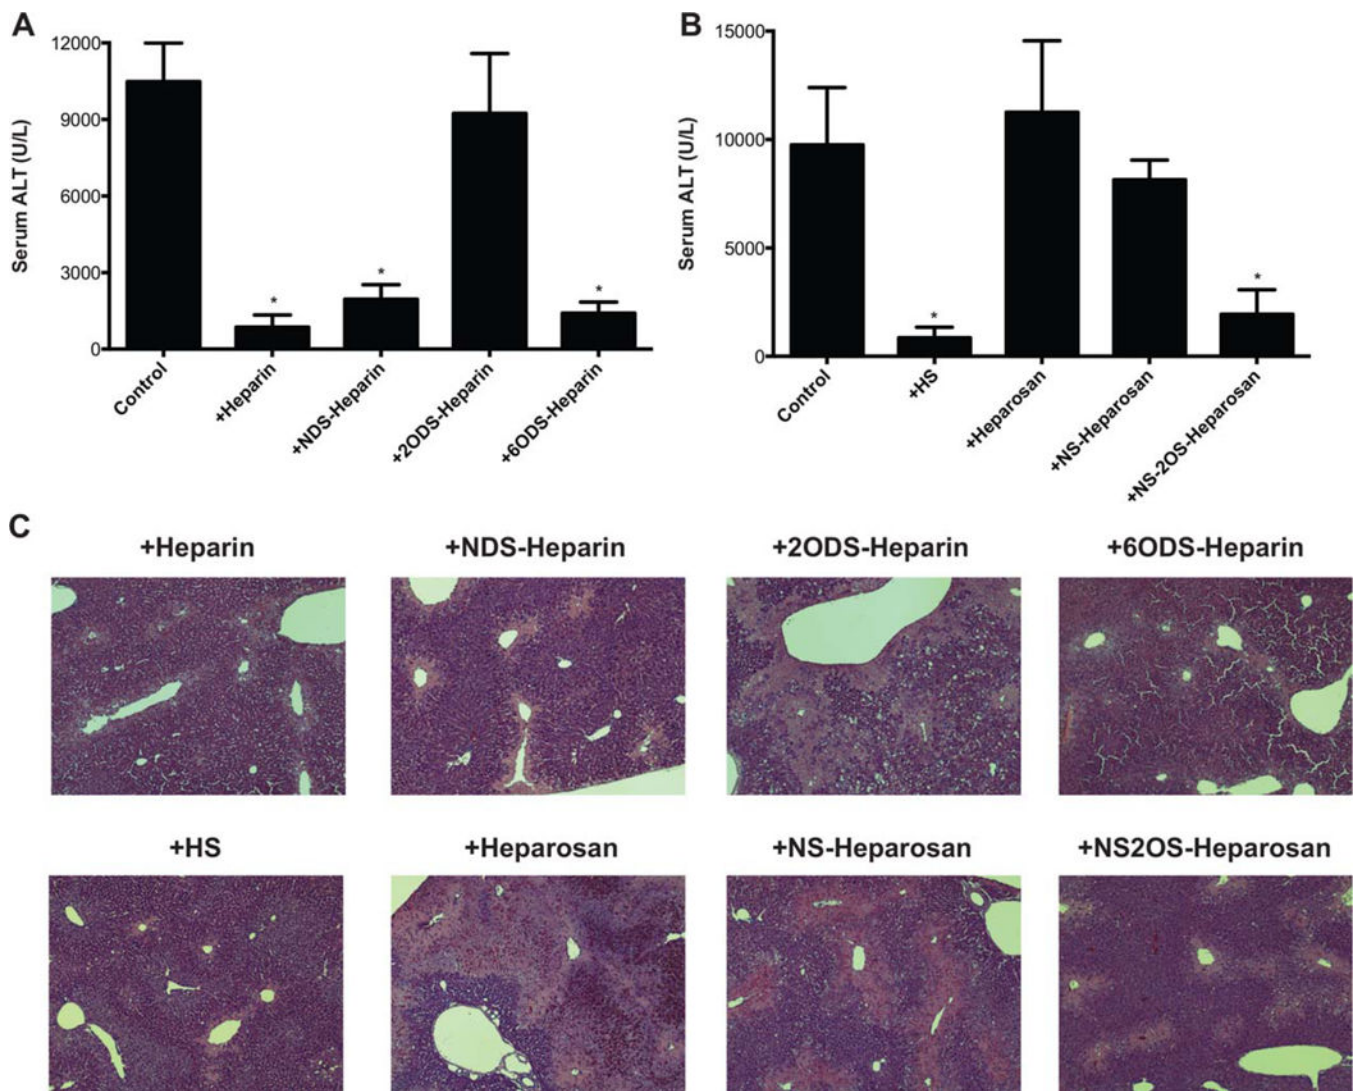 A
Serum ALT (U/L)
12000
9000
6000
3000
0
*
*
*
Control
+Heparin
+NDS-Heparin
+2ODS-Heparin
+6ODS-Heparin
B
Serum ALT (U/L)
15000
10000
5000
0
*
*
Control
+HS
+Heparosan
+NS-Heparosan
+NS-2OS-Heparosan
C
+Heparin +NDS-Heparin +2ODS-Heparin +6ODS-Heparin
+HS +Heparosan +NS-Heparosan +NS2OS-Heparosan